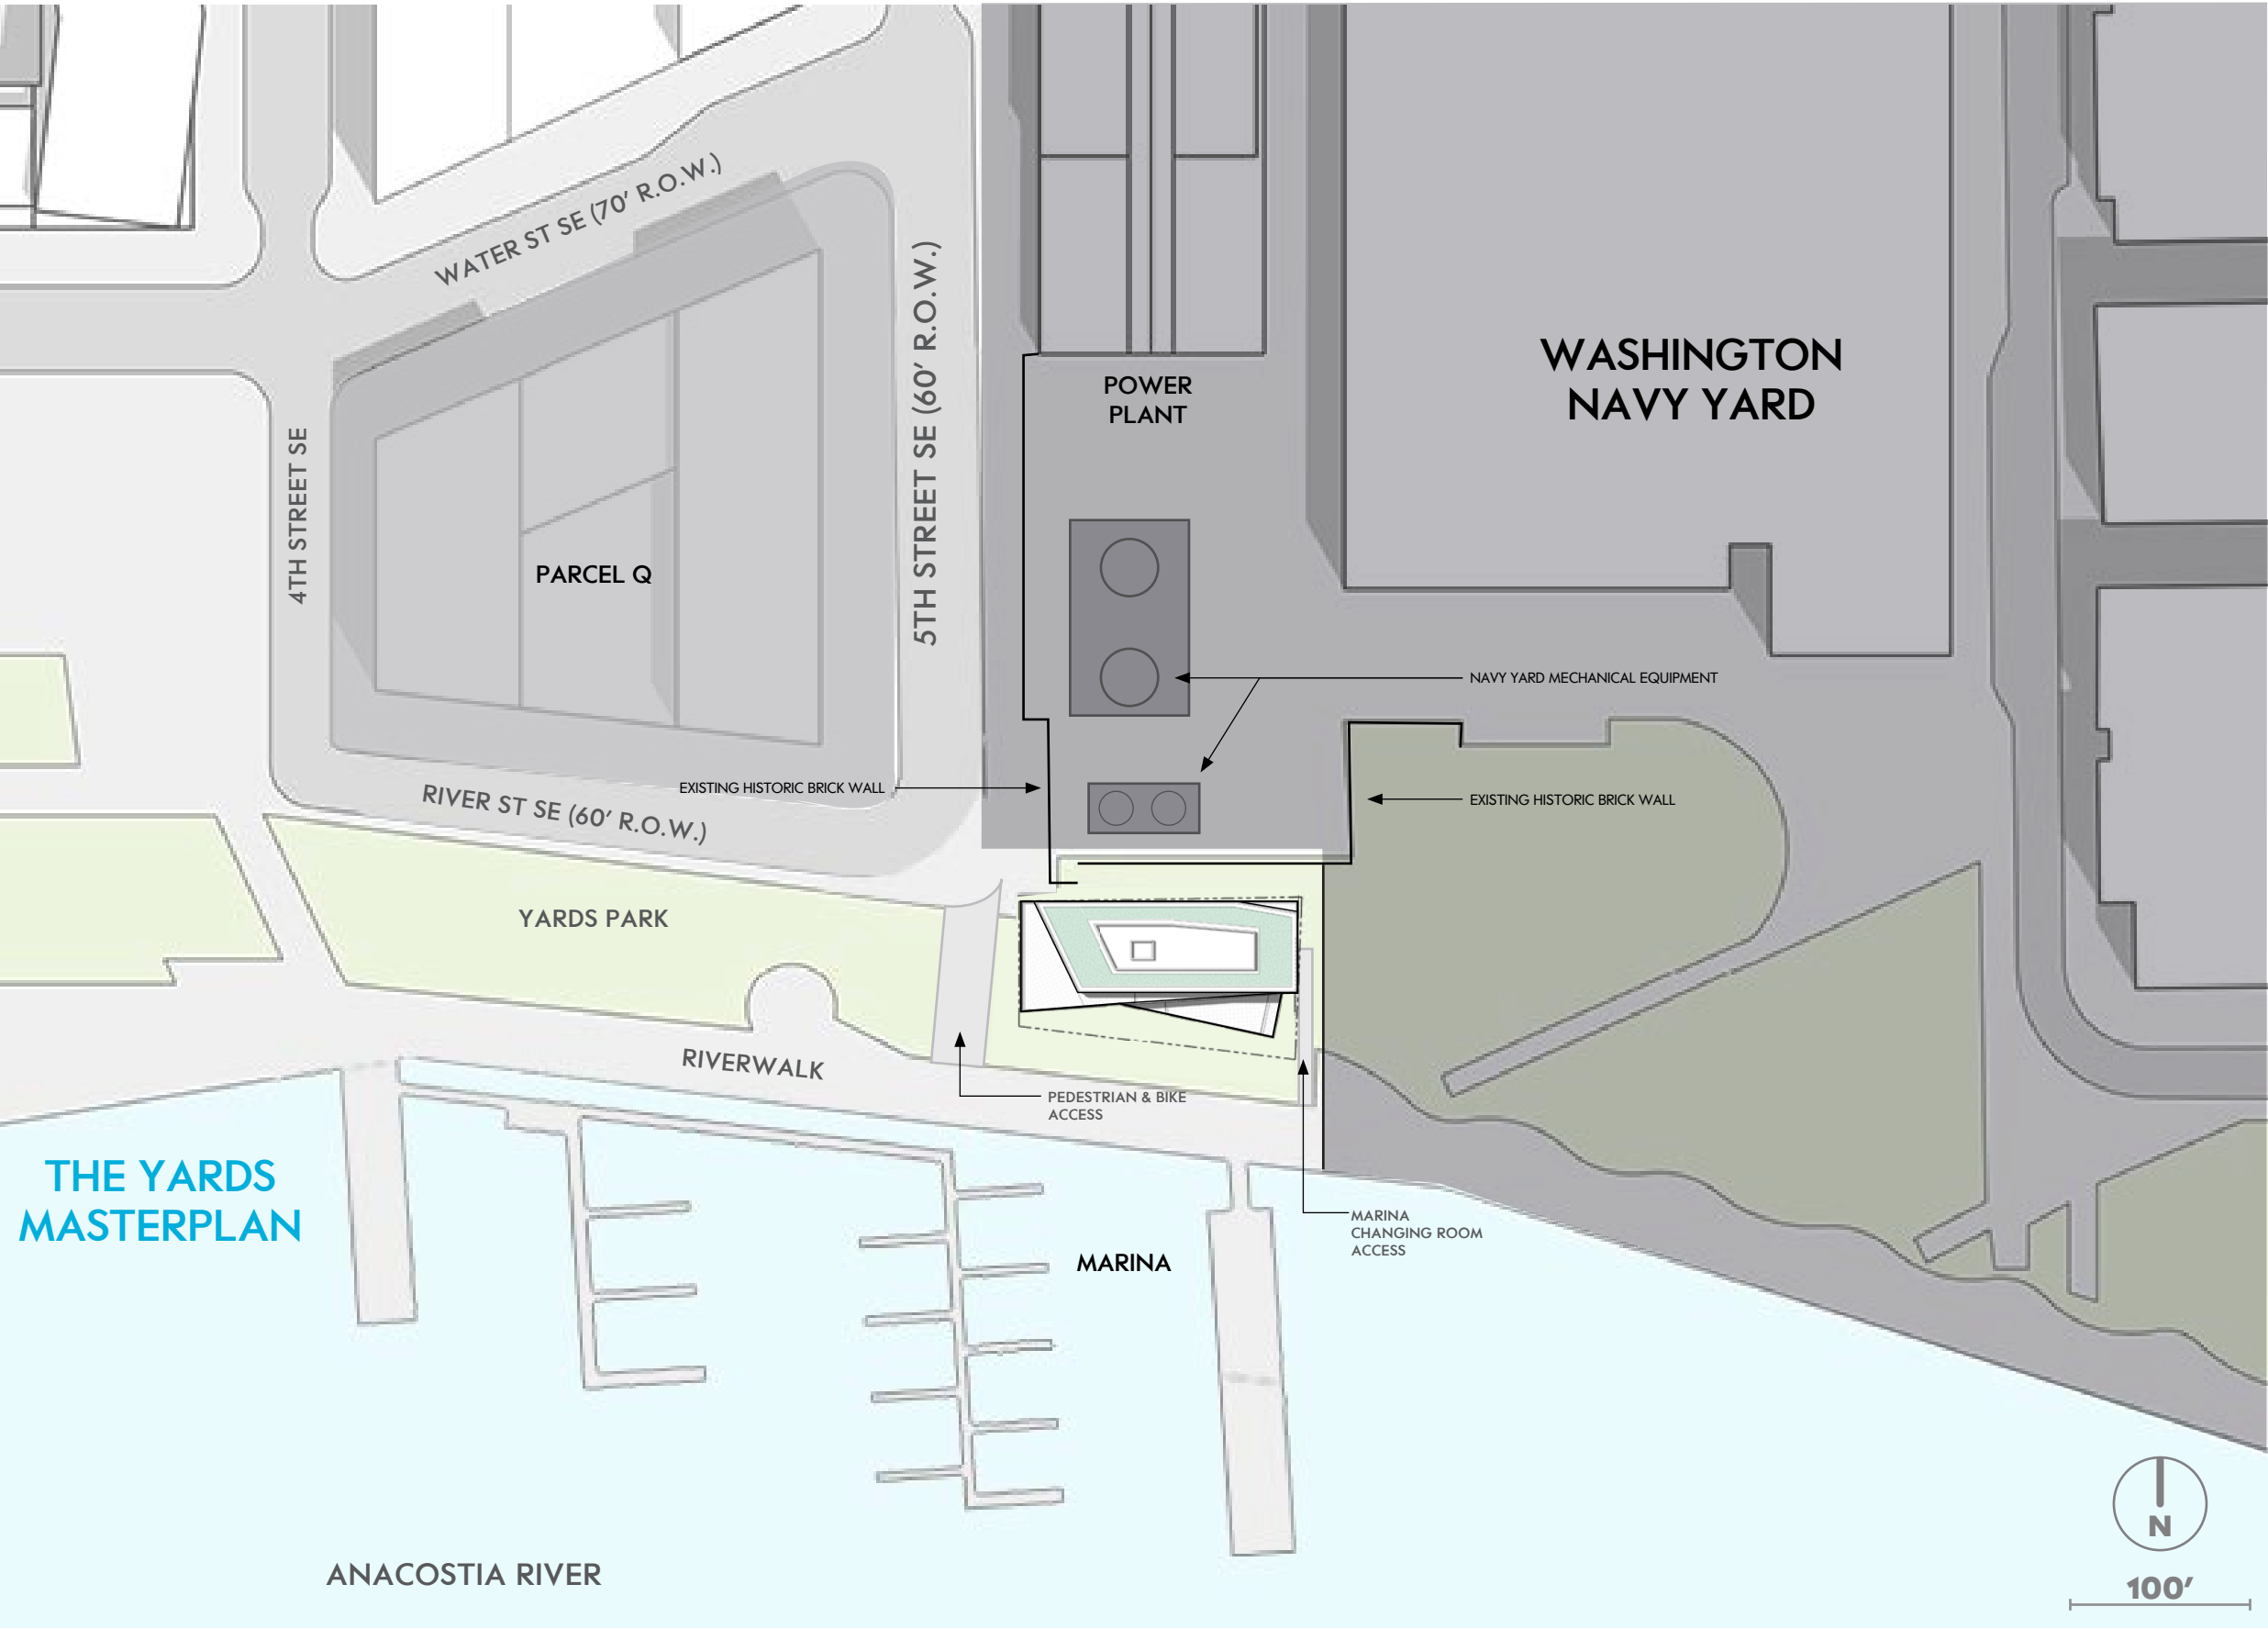 WATER ST SE (70' R.O.W.)
5TH STREET SE (60' R.O.W.)
4TH STREET SE
POWER
PLANT
WASHINGTON
NAVY YARD
PARCEL Q
NAVY YARD MECHANICAL EQUIPMENT
EXISTING HISTORIC BRICK WALL
EXISTING HISTORIC BRICK WALL
RIVER ST SE (60' R.O.W.)
YARDS PARK
RIVERWALK
PEDESTRIAN & BIKE
ACCESS
THE YARDS
MASTERPLAN
MARINA
CHANGING ROOM
ACCESS
MARINA
N
ANACOSTIA RIVER
100'